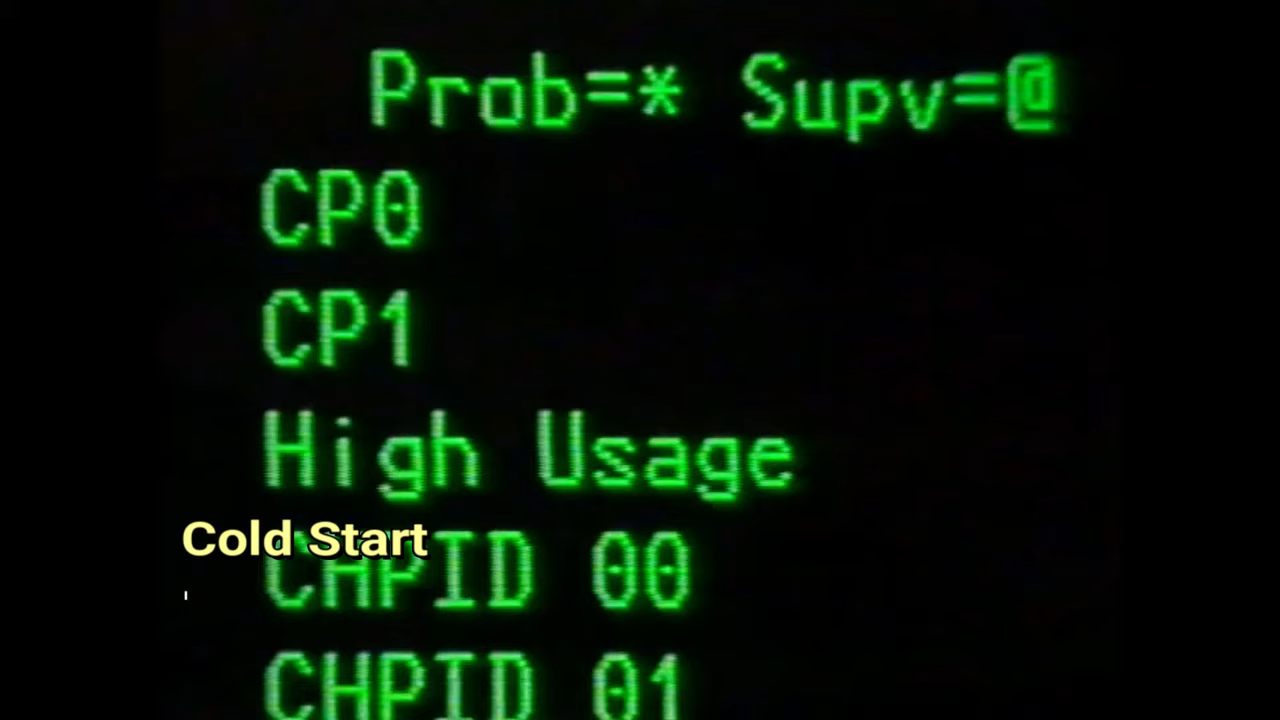 Prob=* Supv=@
CP0
CP1
High Usage
Cold Start
CHPID 00
CHPID 01